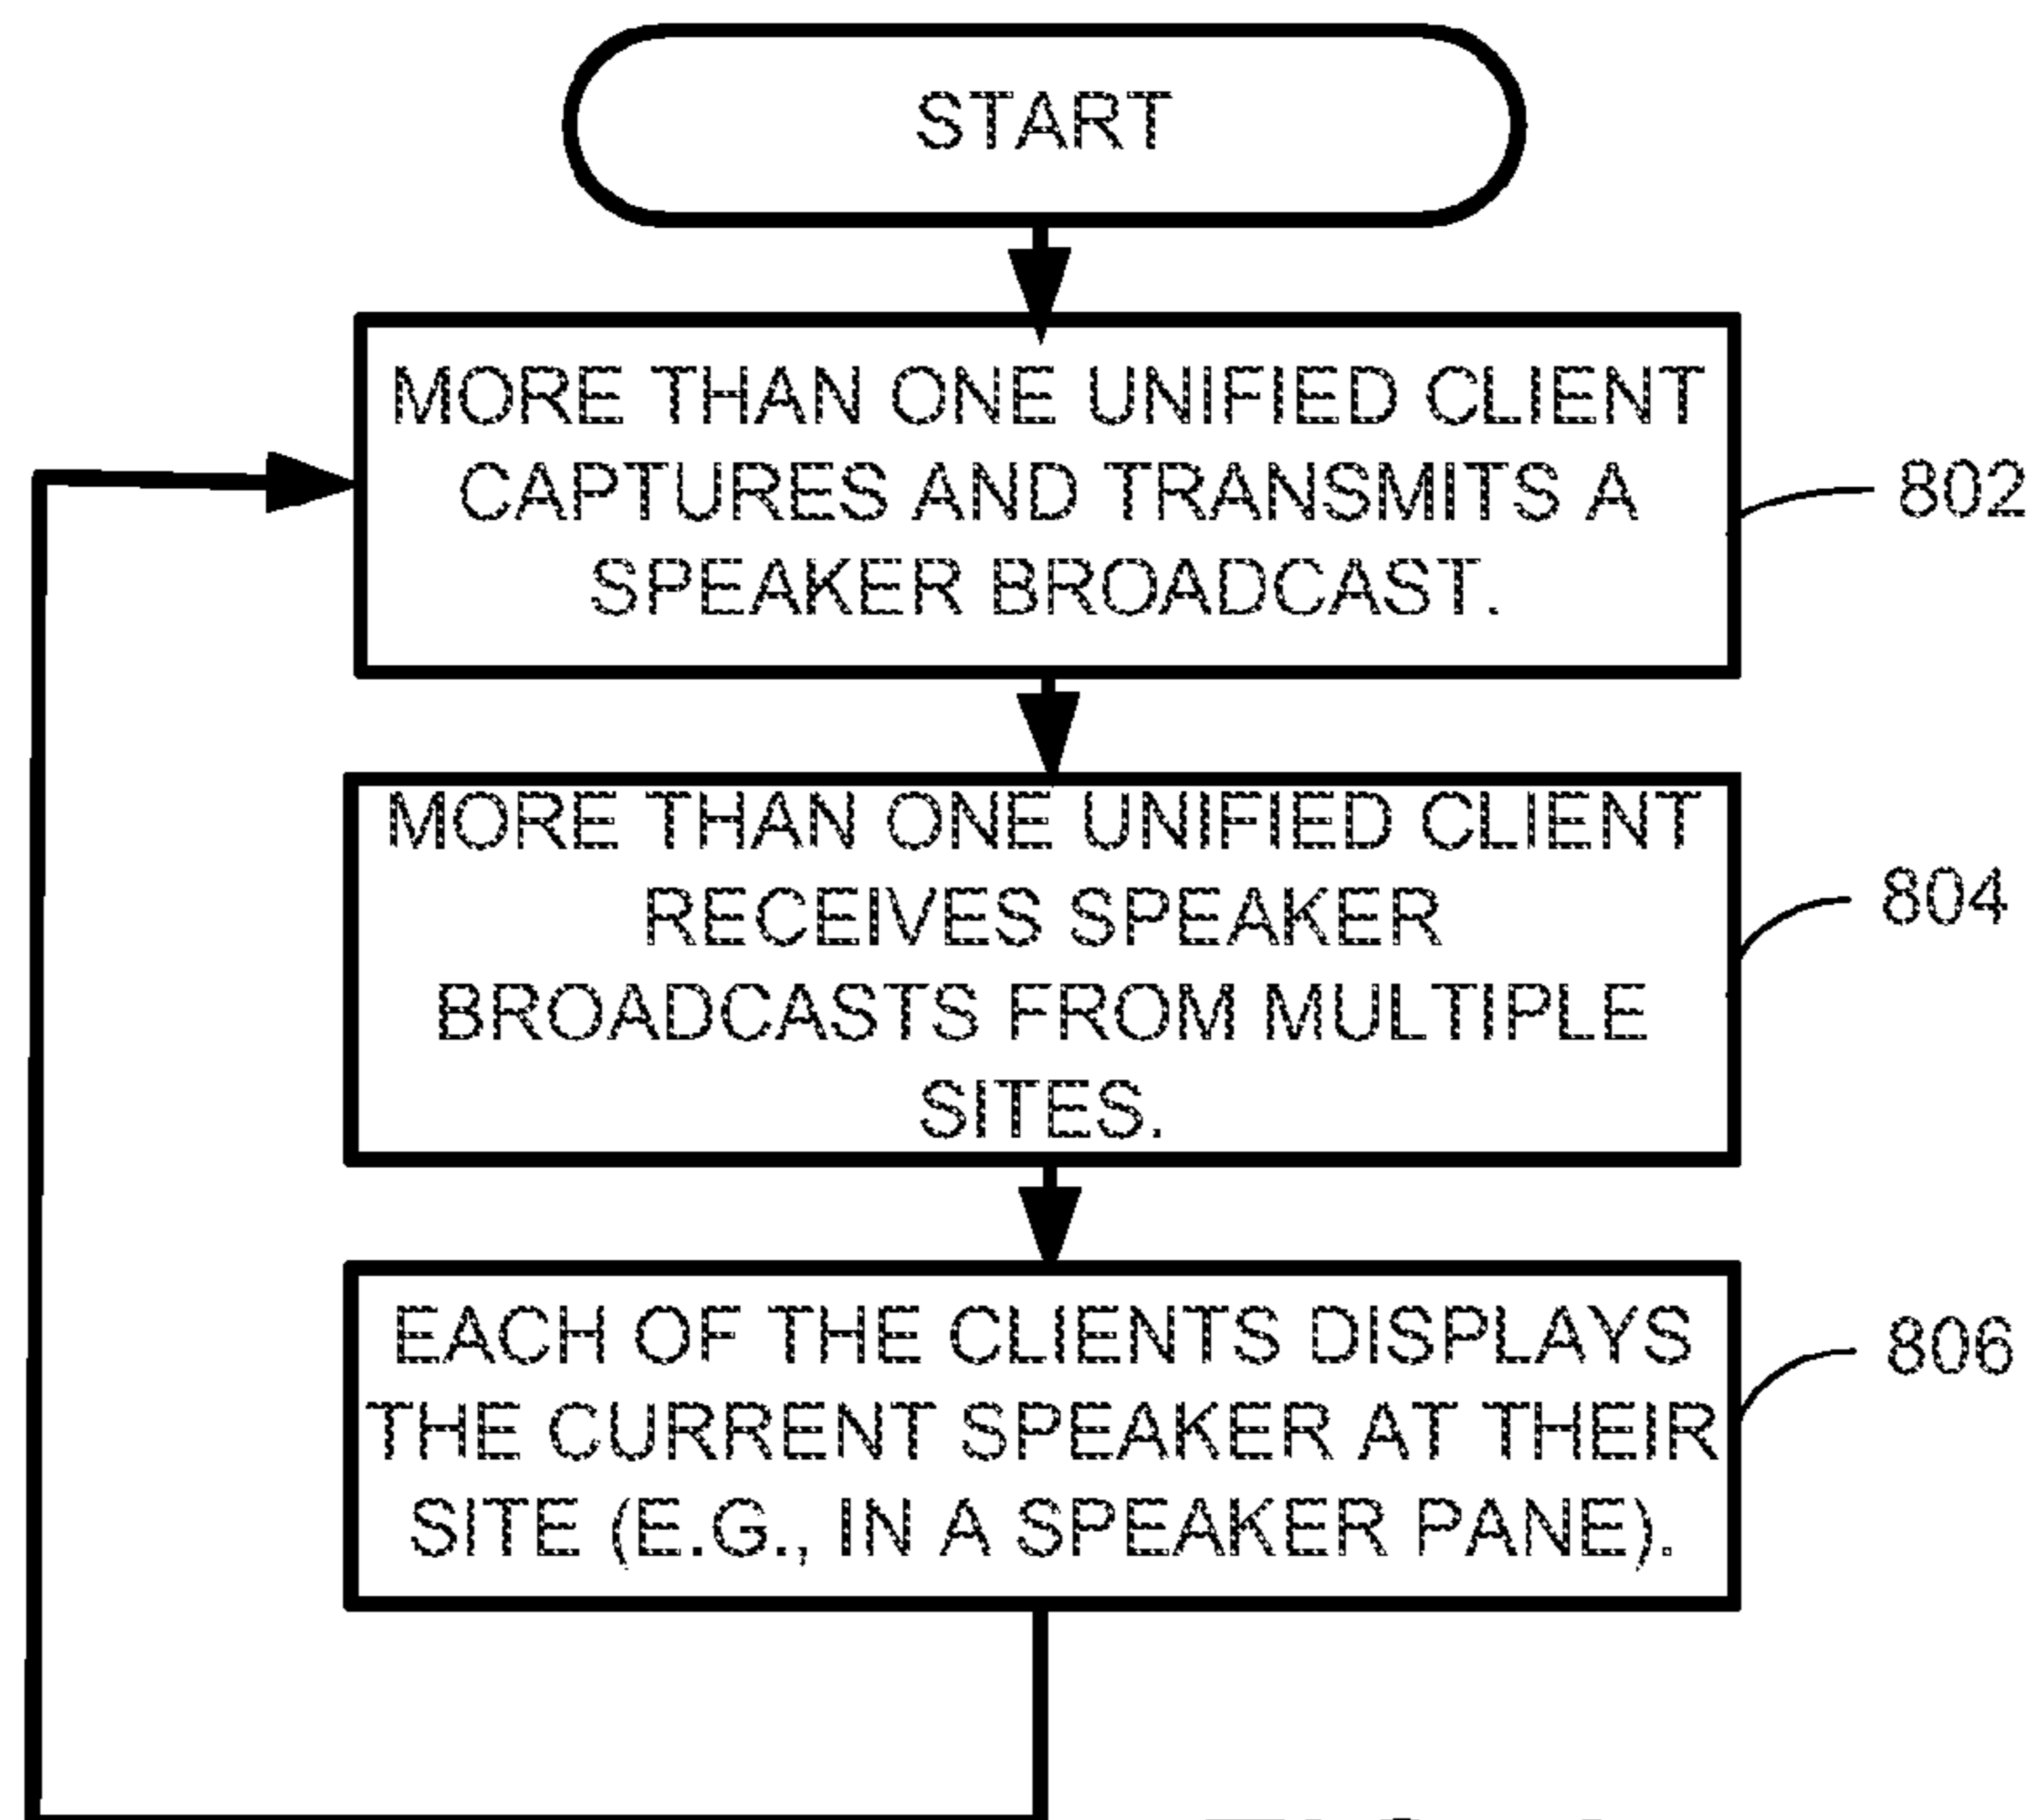 START
MORE THAN ONE UNIFIED CLIENT
CAPTURES AND TRANSMITS A
SPEAKER BROADCAST.
802
MORE THAN ONE UNIFIED CLIENT
RECEIVES SPEAKER
BROADCASTS FROM MULTIPLE
SITES.
804
EACH OF THE CLIENTS DISPLAYS
THE CURRENT SPEAKER AT THEIR
SITE (E.G., IN A SPEAKER PANE).
806